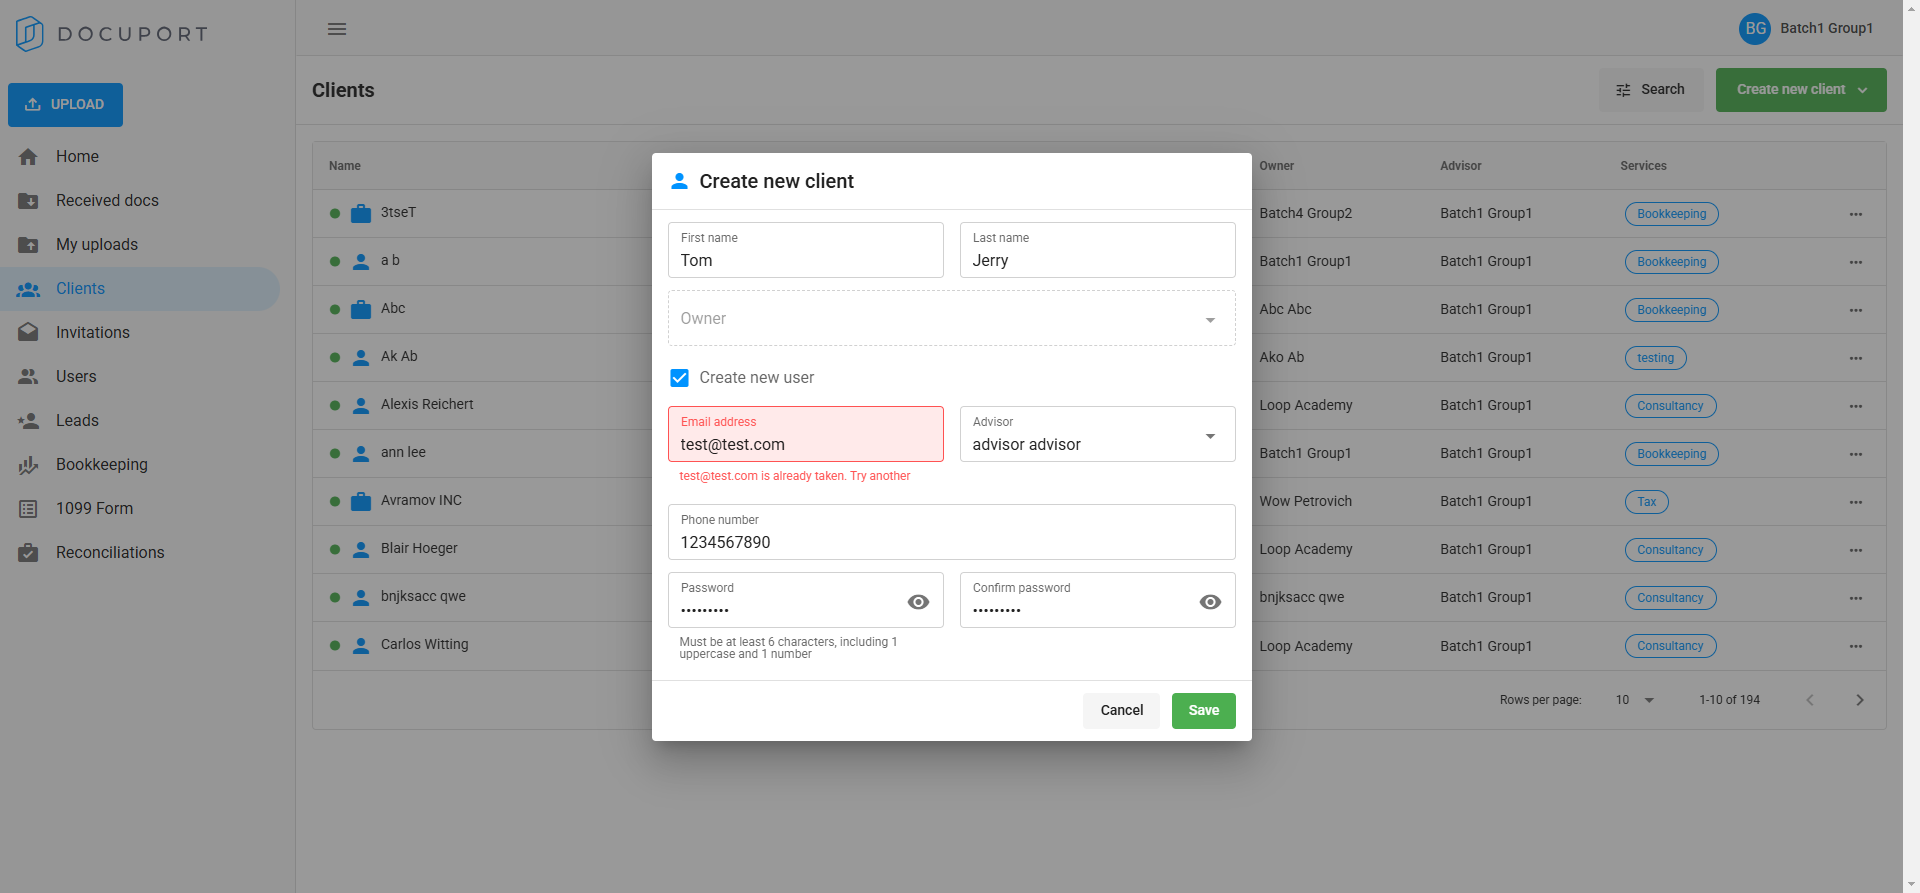 DOCUPORT
BG Batch1 Group1
UPLOAD
Home
Received docs
My uploads
Clients
Invitations
Users
Leads
Bookkeeping
1099 Form
Reconciliations
Clients
Search
Create new client
Name Owner Advisor Services
3tseT Batch4 Group2 Batch1 Group1 Bookkeeping
a b Batch1 Group1 Batch1 Group1 Bookkeeping
Abc Abc Abc Batch1 Group1 Bookkeeping
Ak Ab Ako Ab Batch1 Group1 testing
Alexis Reichert Loop Academy Batch1 Group1 Consultancy
ann lee Batch1 Group1 Batch1 Group1 Bookkeeping
Avramov INC Wow Petrovich Batch1 Group1 Tax
Blair Hoeger Loop Academy Batch1 Group1 Consultancy
bnjksacc qwe bnjksacc qwe Batch1 Group1 Consultancy
Carlos Witting Loop Academy Batch1 Group1 Consultancy
Rows per page: 10 1-10 of 194
Create new client
First name
Tom
Last name
Jerry
Owner
Create new user
Email address
test@test.com
test@test.com is already taken. Try another
Advisor
advisor advisor
Phone number
1234567890
Password
•••••••••
Confirm password
•••••••••
Must be at least 6 characters, including 1
uppercase and 1 number
Cancel
Save